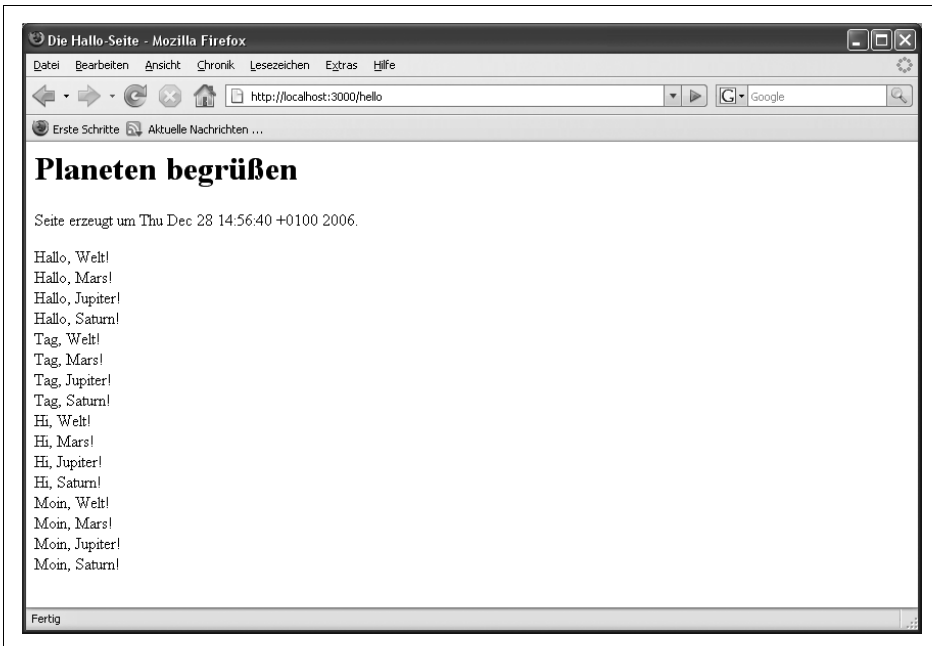 Die Hallo-Seite - Mozilla Firefox
Datei Bearbeiten Ansicht Chronik Lesezeichen Extras Hilfe
http://localhost:3000/hello G Google
Erste Schritte Aktuelle Nachrichten ...
Planeten begrüßen
Seite erzeugt um Thu Dec 28 14:56:40 +0100 2006.
Hallo, Welt!
Hallo, Mars!
Hallo, Jupiter!
Hallo, Saturn!
Tag, Welt!
Tag, Mars!
Tag, Jupiter!
Tag, Saturn!
Hi, Welt!
Hi, Mars!
Hi, Jupiter!
Hi, Saturn!
Moin, Welt!
Moin, Mars!
Moin, Jupiter!
Moin, Saturn!
Fertig